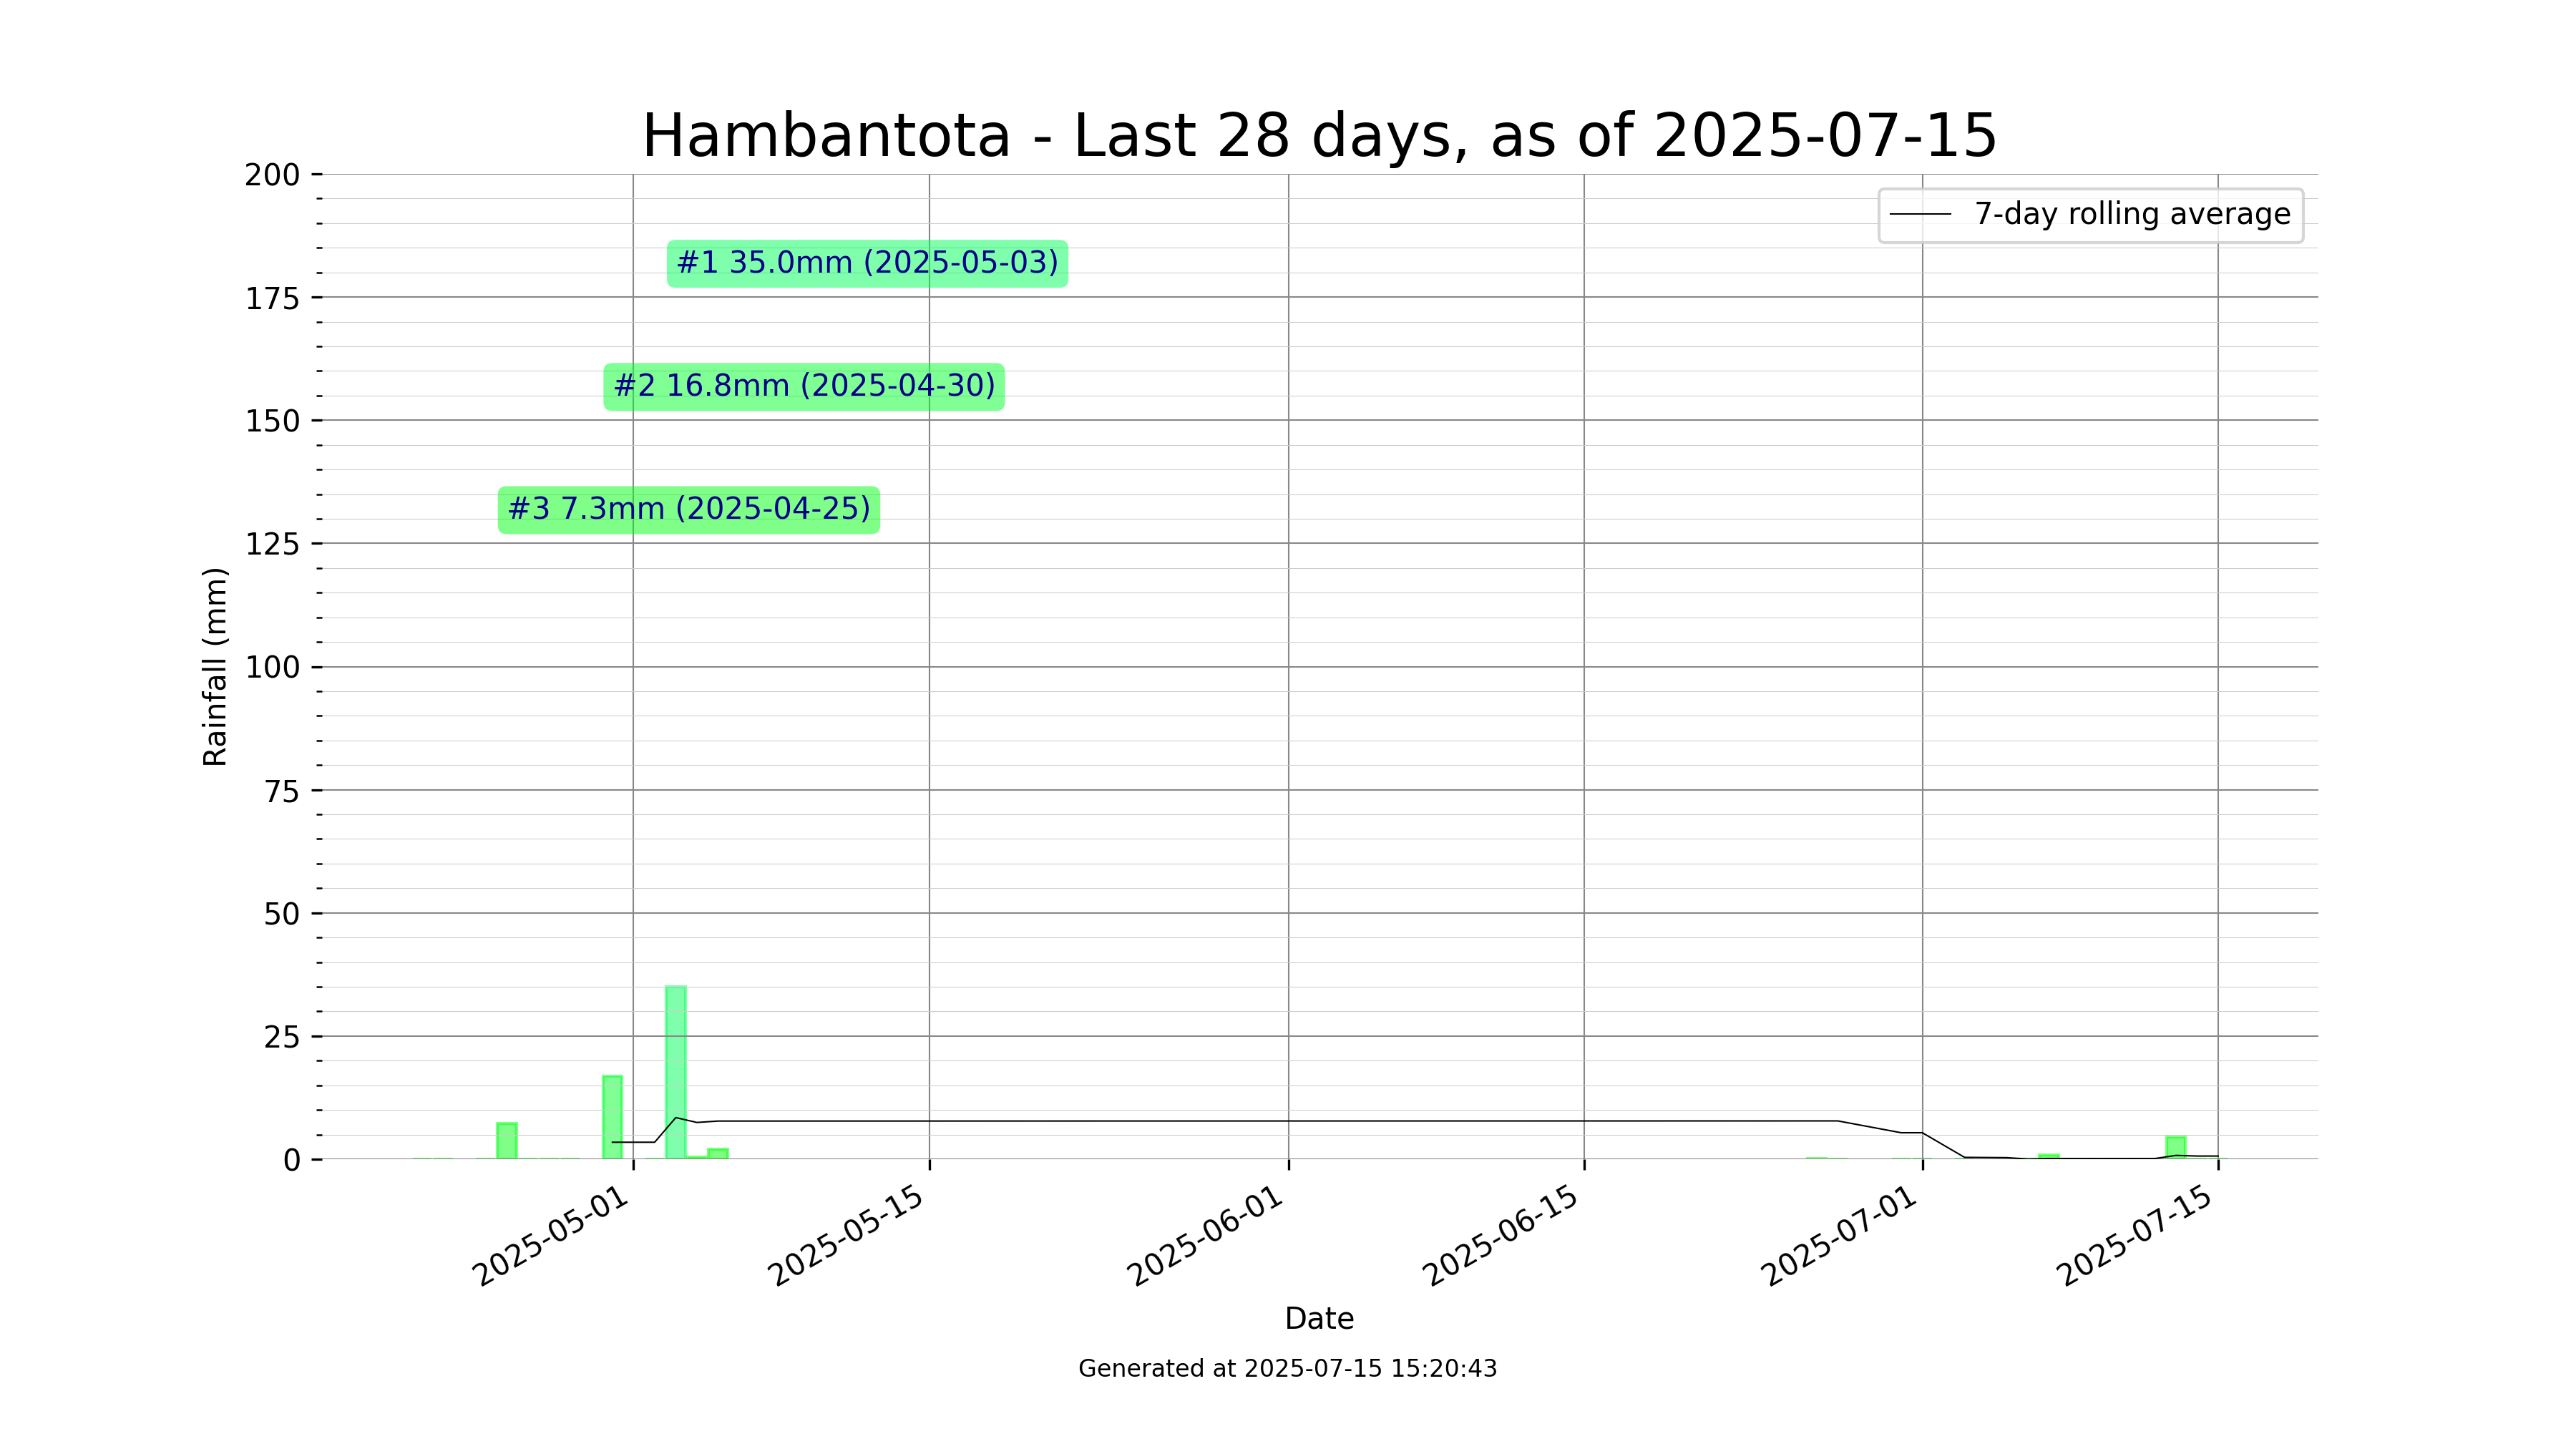 Hambantota - Last 28 days, as of 2025-07-15
7-day rolling average
#1 35.0mm (2025-05-03)
#2 16.8mm (2025-04-30)
#3 7.3mm (2025-04-25)
Rainfall (mm)
200
175
150
125
100
75
50
25
0
2025-05-01
2025-05-15
2025-06-01
2025-06-15
2025-07-01
2025-07-15
Date
Generated at 2025-07-15 15:20:43